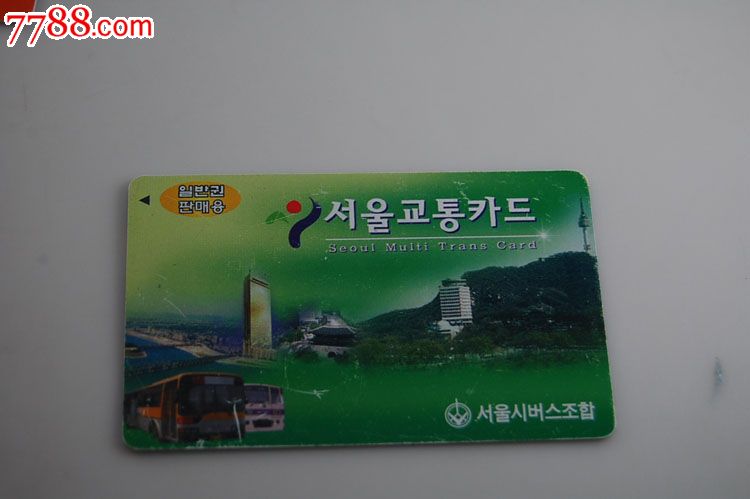 7788.com
일반권
판매용
서울교통카드
Seoul Multi Trans Card
서울시버스조합